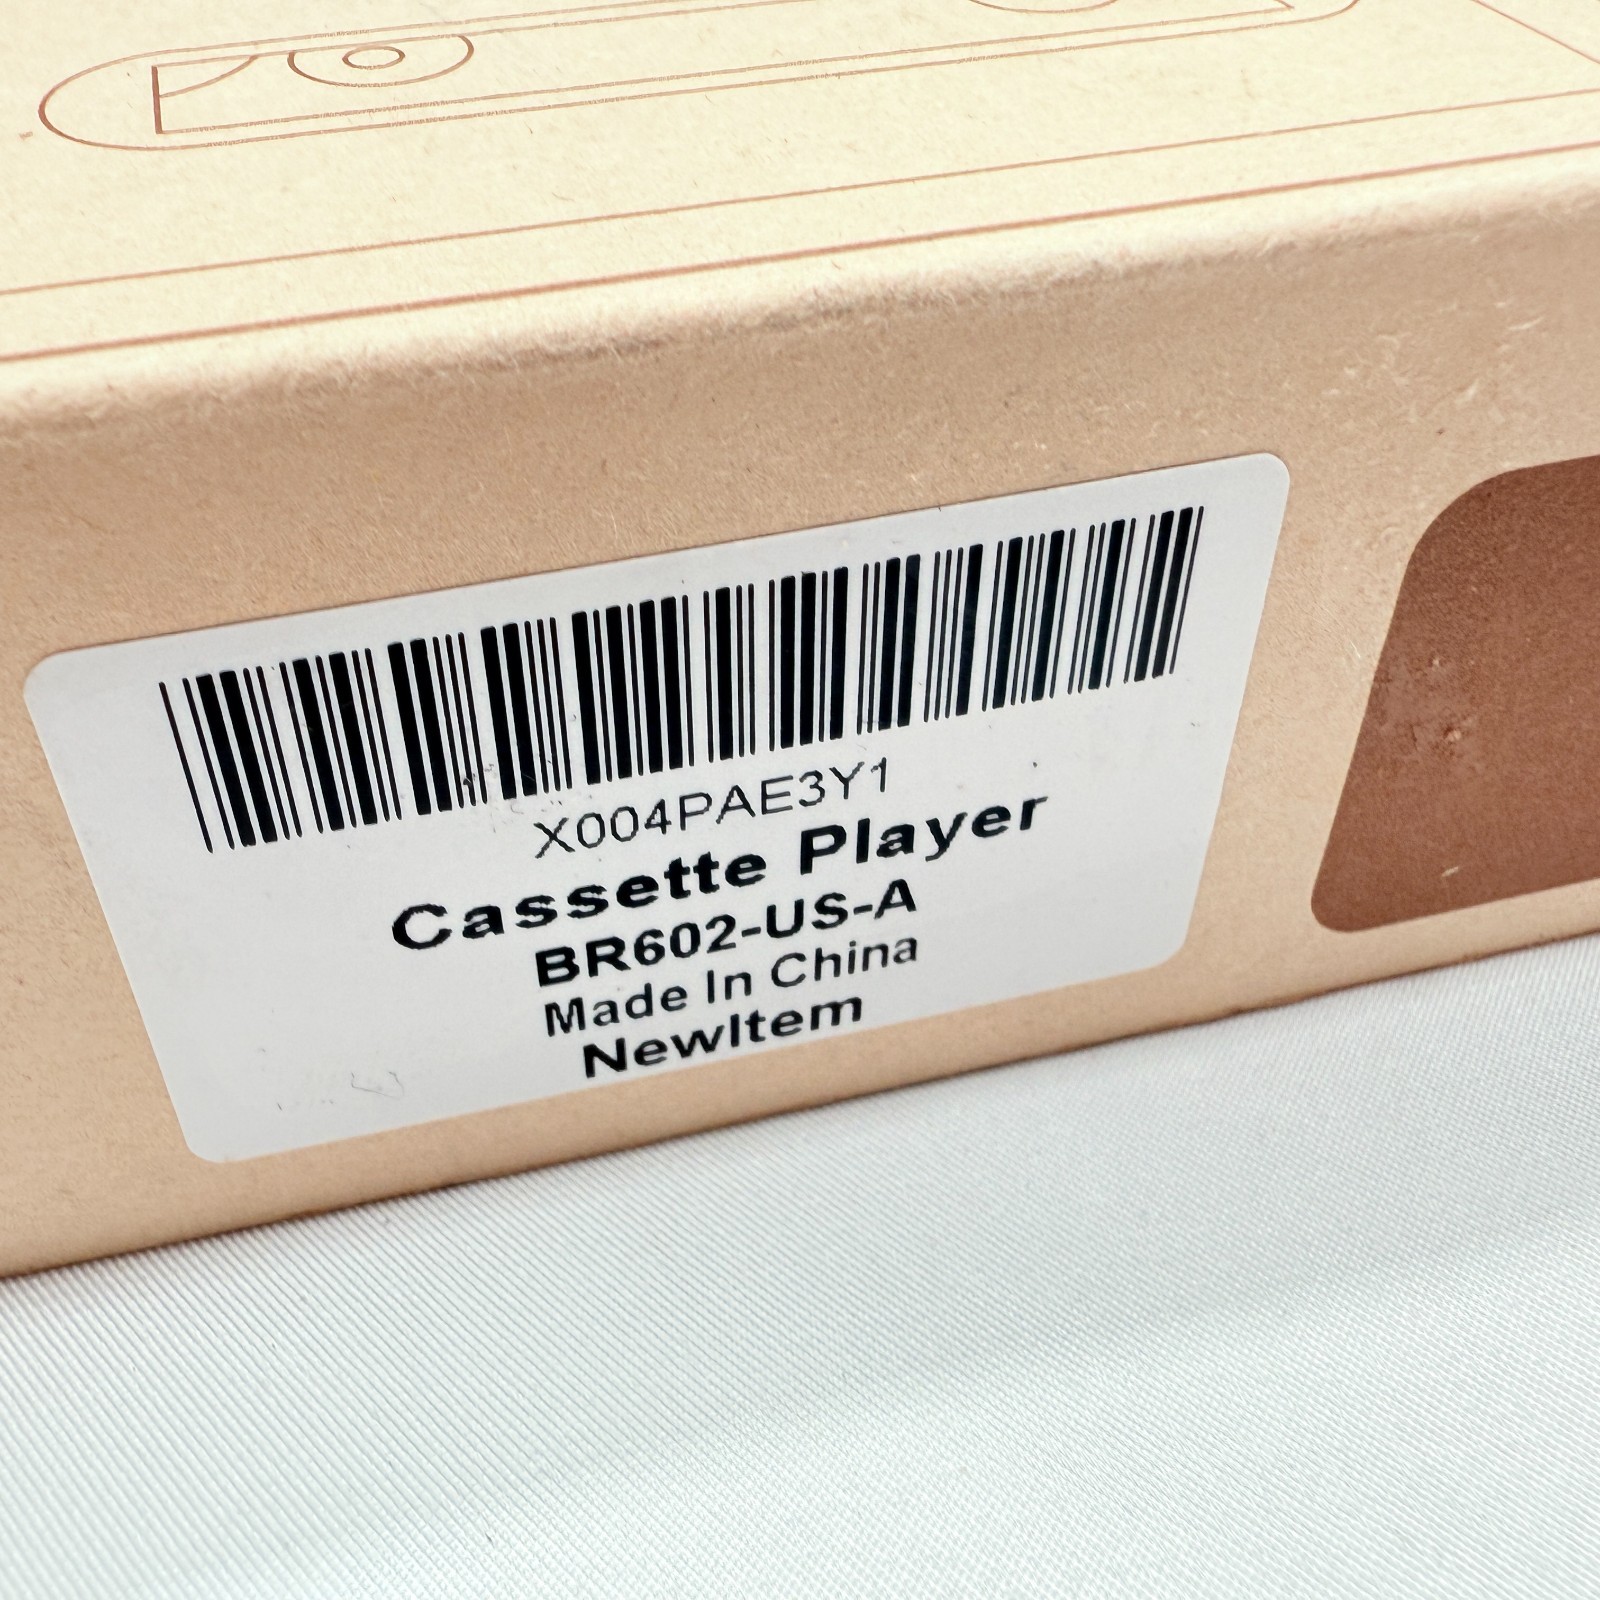 X004PAE3Y1
Cassette Player
BR602-US-A
Made In China
NewItem